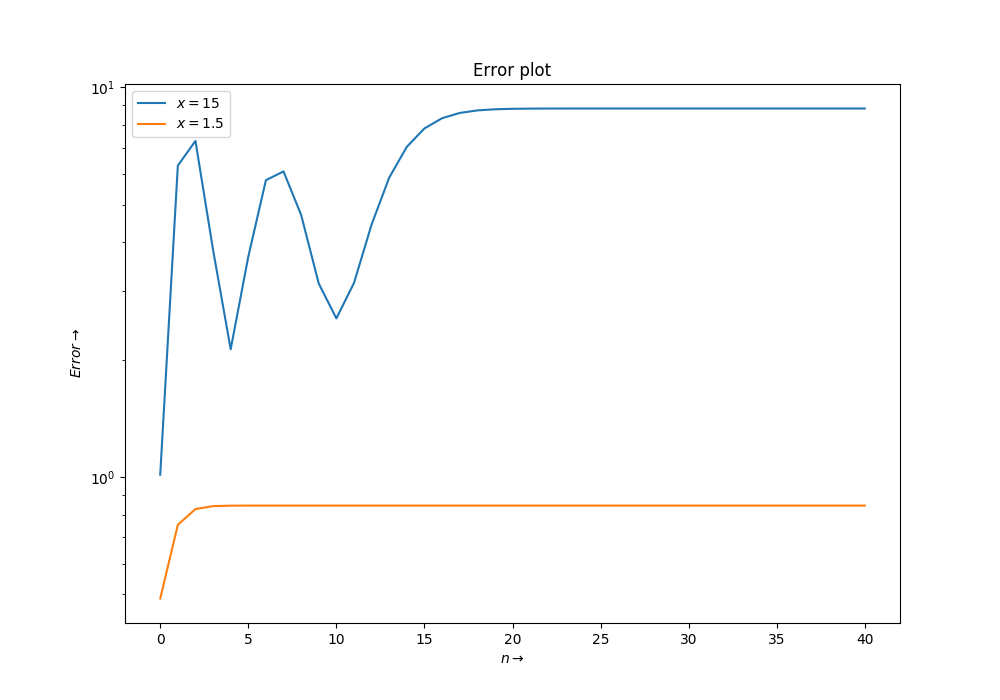 Error plot
10¹
10⁰
Error →
x = 15
x = 1.5
0 5 10 15 20 25 30 35 40
n →